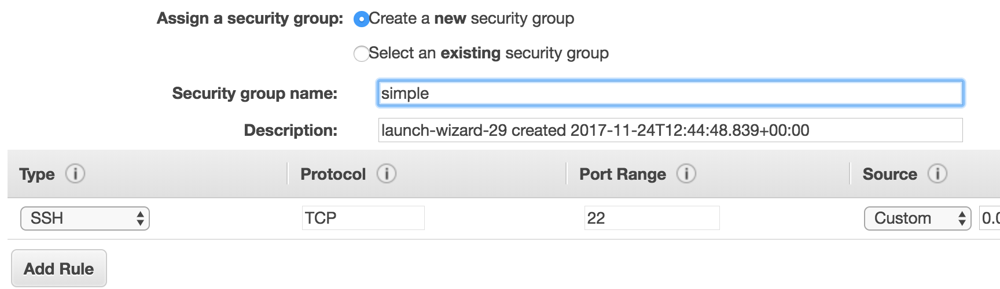 Assign a security group: Create a new security group
Select an existing security group
Security group name: simple
Description: launch-wizard-29 created 2017-11-24T12:44:48.839+00:00
Type i Protocol i Port Range i Source i
SSH TCP 22 Custom
Add Rule